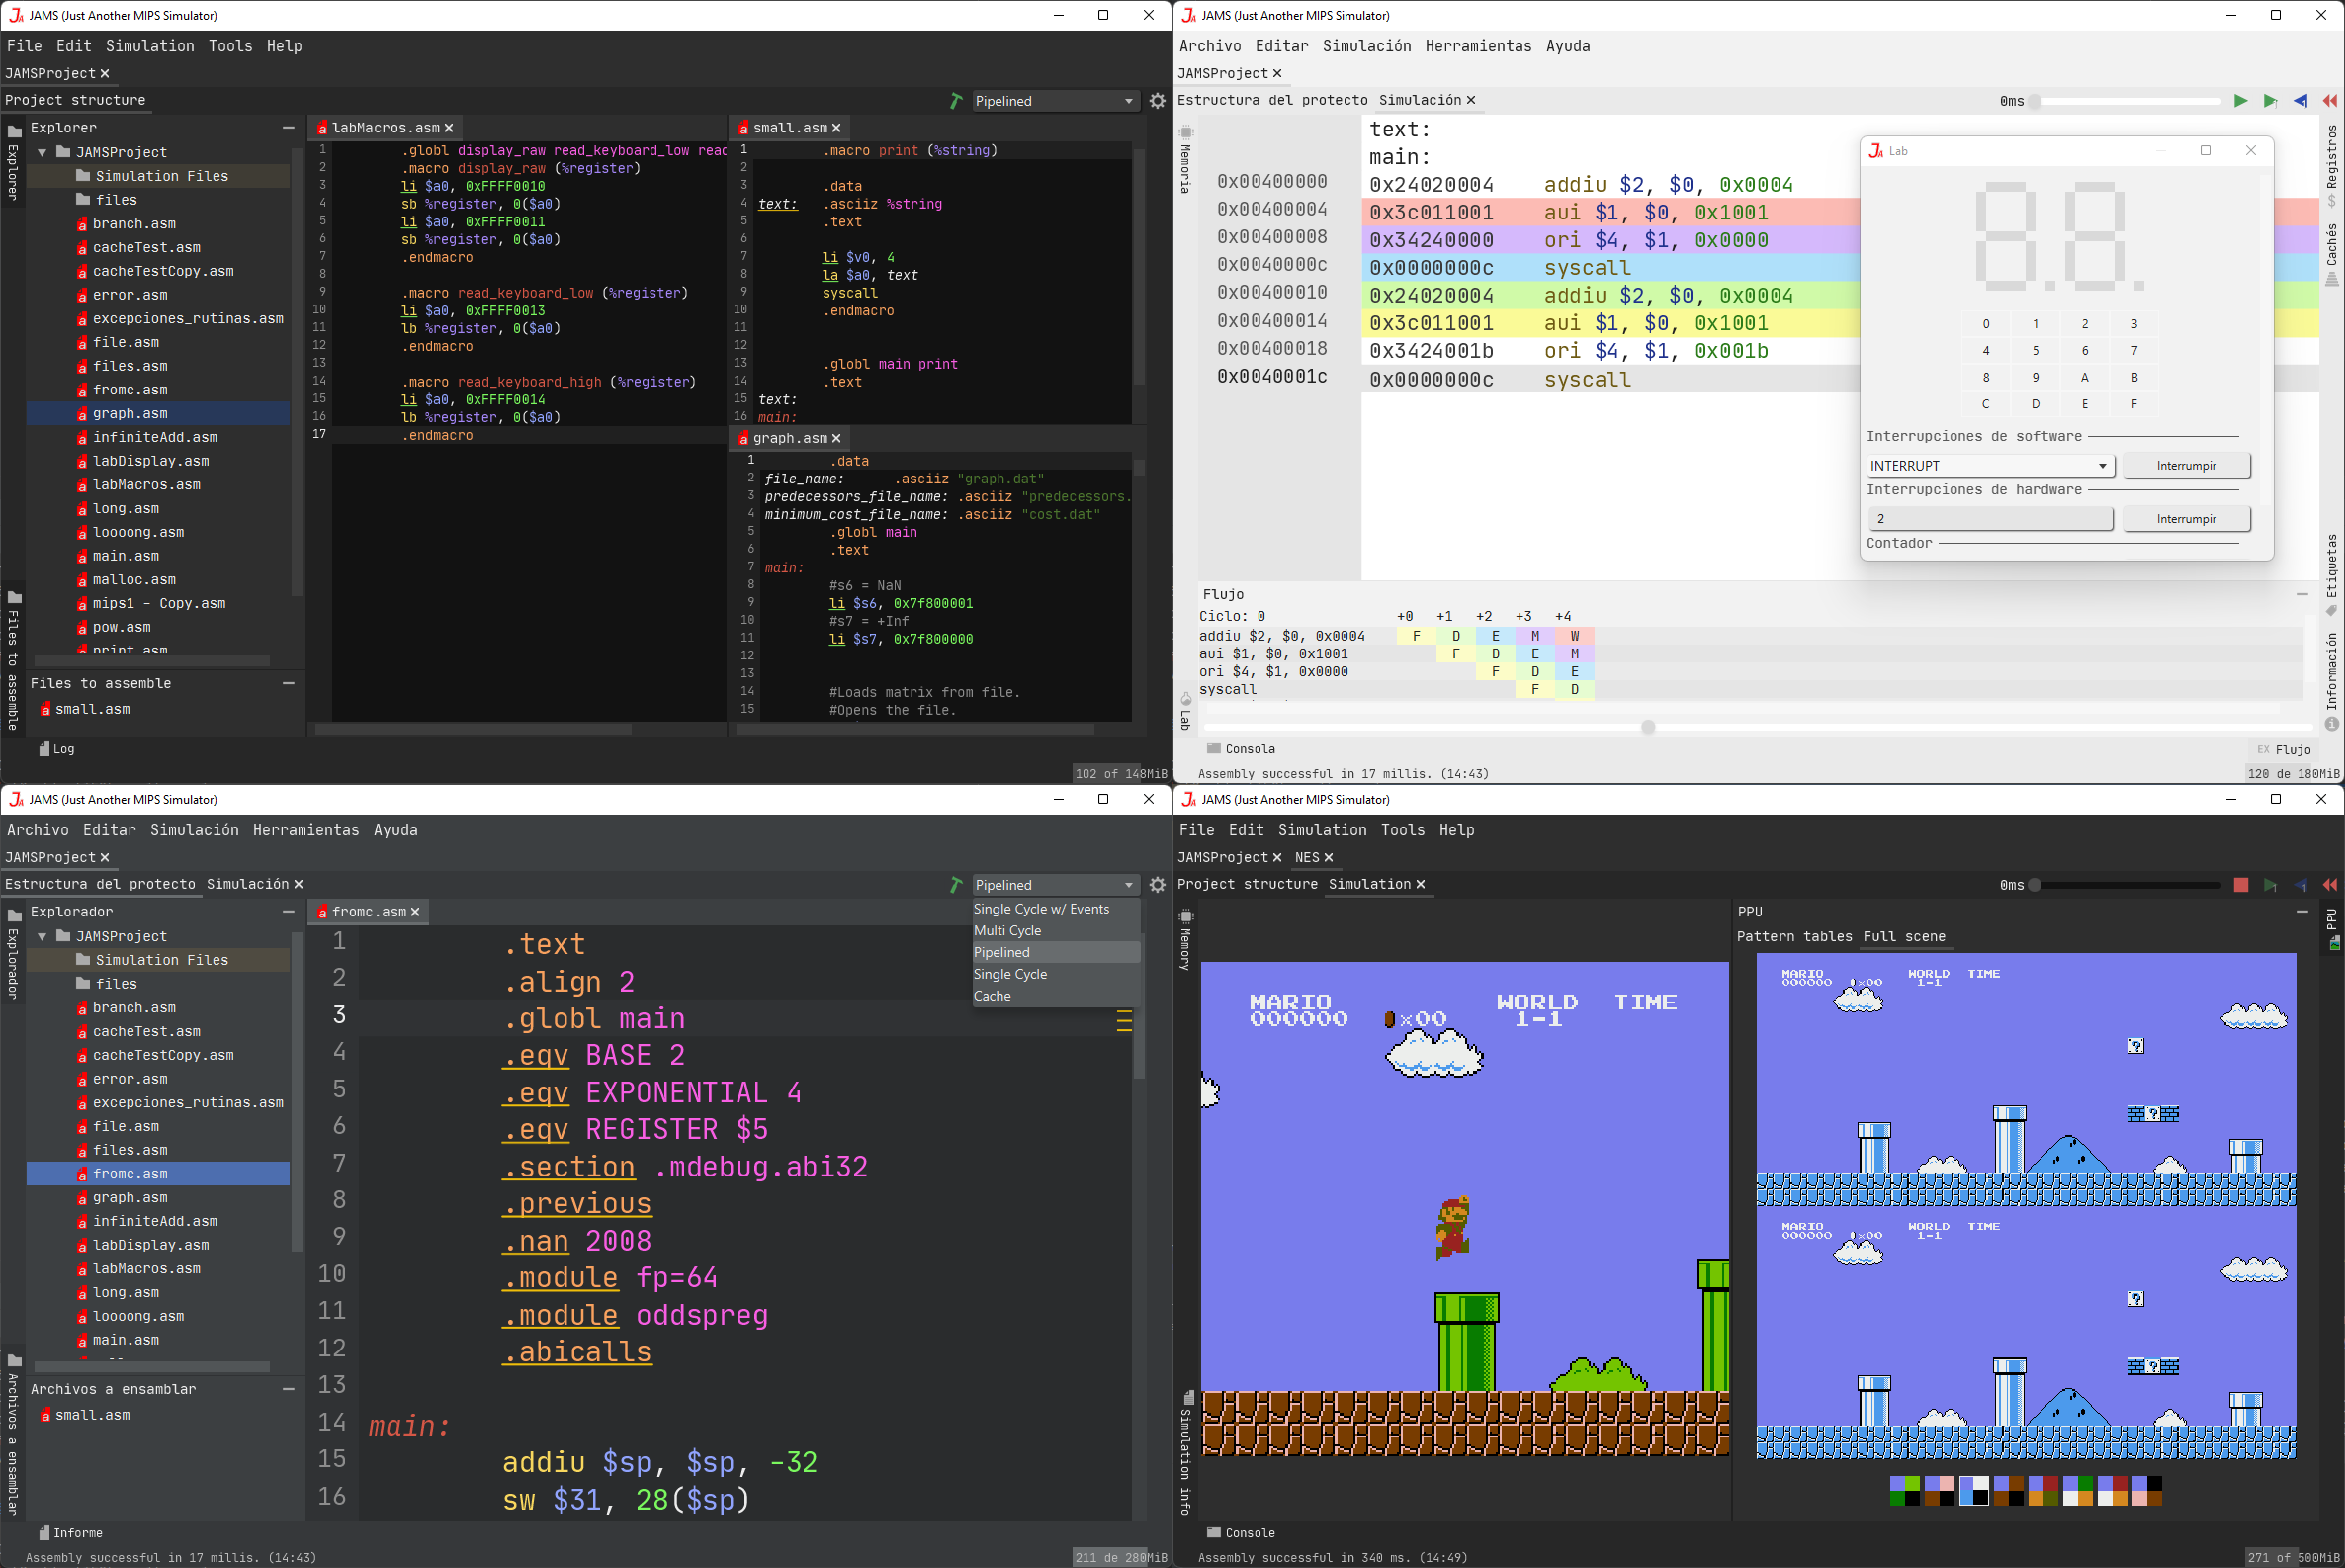 JAMS (Just Another MIPS Simulator)
File Edit Simulation Tools Help
JAMSProject
Project structure
Pipelined
Explorer
Explorer
JAMSProject
Simulation Files
files
branch.asm
cacheTest.asm
cacheTestCopy.asm
error.asm
excepciones_rutinas.asm
file.asm
files.asm
fromc.asm
graph.asm
infiniteAdd.asm
labDisplay.asm
labMacros.asm
long.asm
loooong.asm
main.asm
malloc.asm
mips1 - Copy.asm
pow.asm
print.asm
Files to assemble
Files to assemble
small.asm
Log
102 of 148MiB
labMacros.asm
1 .globl display_raw read_keyboard_low read
2 .macro display_raw (%register)
3 li $a0, 0xFFFF0010
4 sb %register, 0($a0)
5 li $a0, 0xFFFF0011
6 sb %register, 0($a0)
7 .endmacro
8
9 .macro read_keyboard_low (%register)
10 li $a0, 0xFFFF0013
11 lb %register, 0($a0)
12 .endmacro
13
14 .macro read_keyboard_high (%register)
15 li $a0, 0xFFFF0014
16 lb %register, 0($a0)
17 .endmacro
small.asm
1 .macro print (%string)
2
3 .data
4 text: .asciiz %string
5 .text
6
7 li $v0, 4
8 la $a0, text
9 syscall
10 .endmacro
11
12
13 .globl main print
14 .text
15 text:
16 main:
graph.asm
1 .data
2 file_name: .asciiz "graph.dat"
3 predecessors_file_name: .asciiz "predecessors.
4 minimum_cost_file_name: .asciiz "cost.dat"
5 .globl main
6 .text
7 main:
8 #s6 = NaN
9 li $s6, 0x7f800001
10 #s7 = +Inf
11 li $s7, 0x7f800000
12
13
14 #Loads matrix from file.
15 #Opens the file.
JAMS (Just Another MIPS Simulator)
Archivo Editar Simulación Herramientas Ayuda
JAMSProject
Estructura del protecto Simulación
0ms
Memoria
Lab
text:
main:
0x00400000 0x24020004 addiu $2, $0, 0x0004
0x00400004 0x3c011001 aui $1, $0, 0x1001
0x00400008 0x34240000 ori $4, $1, 0x0000
0x0040000c 0x0000000c syscall
0x00400010 0x24020004 addiu $2, $0, 0x0004
0x00400014 0x3c011001 aui $1, $0, 0x1001
0x00400018 0x3424001b ori $4, $1, 0x001b
0x0040001c 0x0000000c syscall
Lab
8.8.
0 1 2 3
4 5 6 7
8 9 A B
C D E F
Interrupciones de software
INTERRUPT Interrumpir
Interrupciones de hardware
2 Interrumpir
Contador
Registros
Cachés
Etiquetas
Información
Flujo
Ciclo: 0 +0 +1 +2 +3 +4
addiu $2, $0, 0x0004 F D E M W
aui $1, $0, 0x1001 F D E M
ori $4, $1, 0x0000 F D E
syscall F D
Consola
EX Flujo
Assembly successful in 17 millis. (14:43)
120 de 180MiB
JAMS (Just Another MIPS Simulator)
Archivo Editar Simulación Herramientas Ayuda
JAMSProject
Estructura del protecto Simulación
Pipelined
Single Cycle w/ Events
Multi Cycle
Pipelined
Single Cycle
Cache
Explorador
Explorador
JAMSProject
Simulation Files
files
branch.asm
cacheTest.asm
cacheTestCopy.asm
error.asm
excepciones_rutinas.asm
file.asm
files.asm
fromc.asm
graph.asm
infiniteAdd.asm
labDisplay.asm
labMacros.asm
long.asm
loooong.asm
main.asm
Archivos a ensamblar
Archivos a ensamblar
small.asm
Informe
Assembly successful in 17 millis. (14:43)
211 de 280MiB
fromc.asm
1 .text
2 .align 2
3 .globl main
4 .eqv BASE 2
5 .eqv EXPONENTIAL 4
6 .eqv REGISTER $5
7 .section .mdebug.abi32
8 .previous
9 .nan 2008
10 .module fp=64
11 .module oddspreg
12 .abicalls
13
14 main:
15 addiu $sp, $sp, -32
16 sw $31, 28($sp)
JAMS (Just Another MIPS Simulator)
File Edit Simulation Tools Help
JAMSProject NES
Project structure Simulation
0ms
Memory
Simulation info
MARIO WORLD TIME
000000 x00 1-1
PPU
PPU
Pattern tables Full scene
MARIO WORLD TIME
000000 x00 1-1
?
?
MARIO WORLD TIME
000000 x00 1-1
?
?
Console
Assembly successful in 340 ms. (14:49)
271 of 500MiB